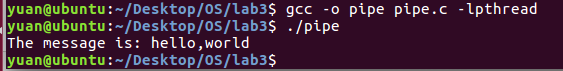 yuan@ubuntu:~/Desktop/OS/lab3$ gcc -o pipe pipe.c -lpthread
yuan@ubuntu:~/Desktop/OS/lab3$ ./pipe
The message is: hello,world
yuan@ubuntu:~/Desktop/OS/lab3$